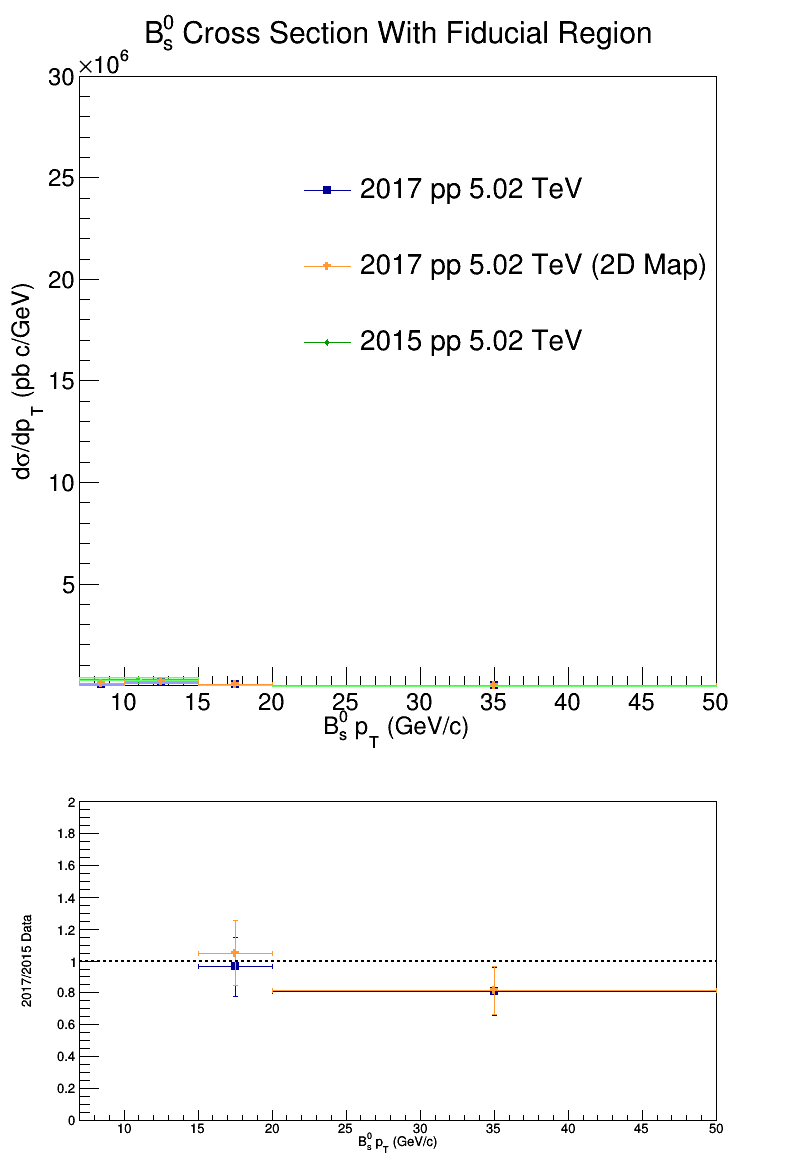 B⁰ₛ Cross Section With Fiducial Region
×10⁶
30
25
20
15
10
5
dσ/dp_T (pb c/GeV)
2017 pp 5.02 TeV
2017 pp 5.02 TeV (2D Map)
2015 pp 5.02 TeV
10 15 20 25 30 35 40 45 50
B⁰ₛ p_T (GeV/c)
2
1.8
1.6
1.4
1.2
1
0.8
0.6
0.4
0.2
0
2017/2015 Data
10 15 20 25 30 35 40 45 50
B⁰ₛ p_T (GeV/c)